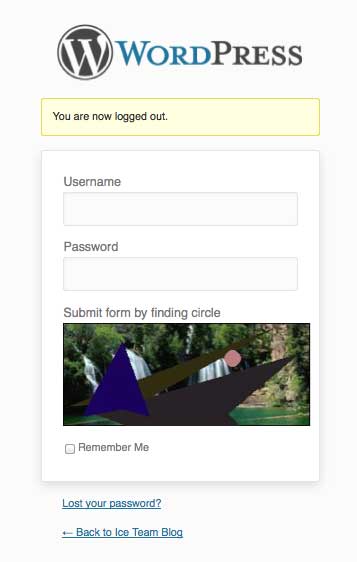 WORDPRESS
You are now logged out.
Username
Password
Submit form by finding circle
Remember Me
Lost your password?
← Back to Ice Team Blog